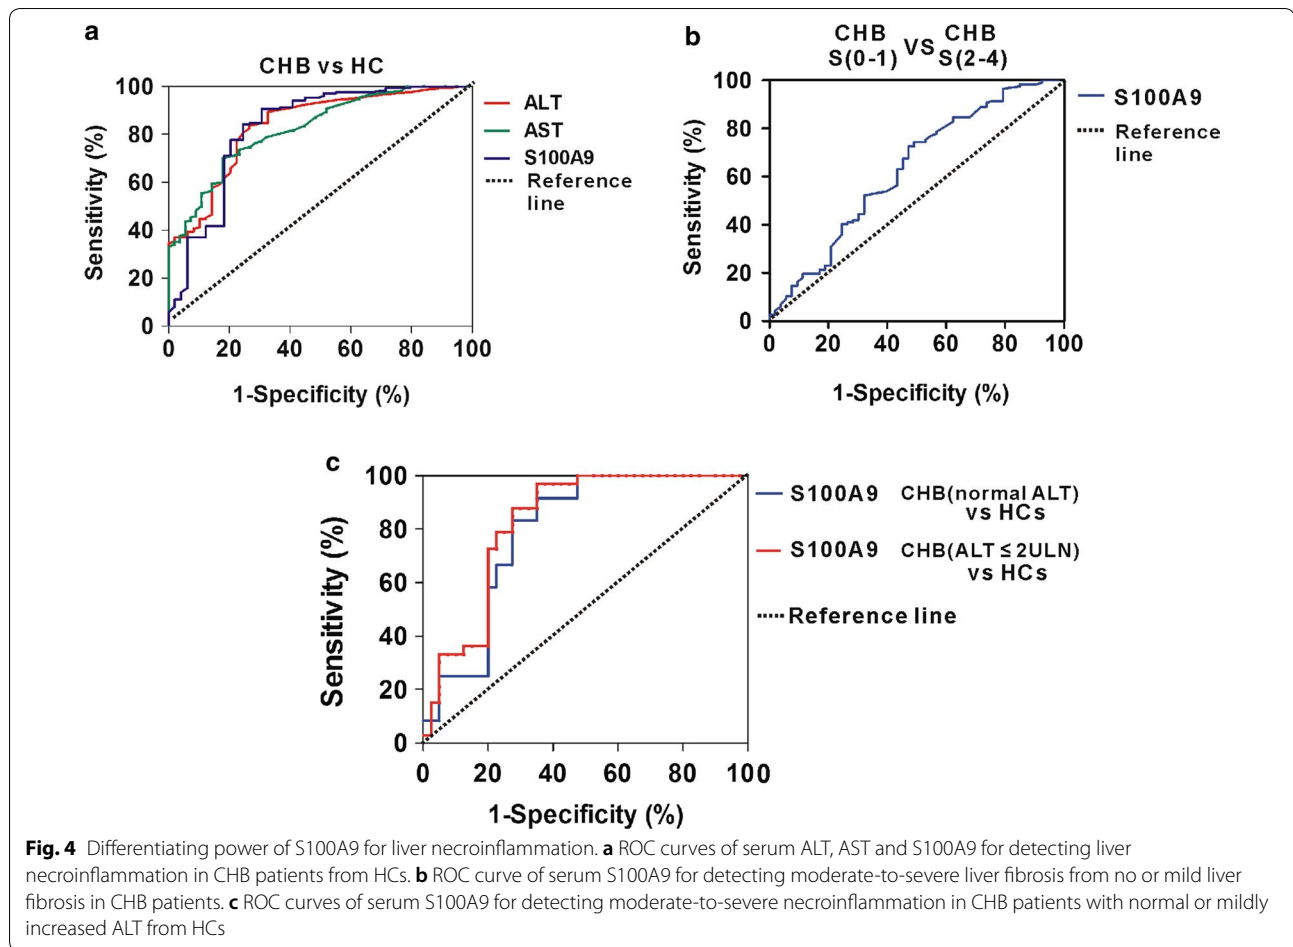 a
CHB vs HC
100
80
60
40
20
0
Sensitivity (%)
0 20 40 60 80 100
1-Specificity (%)
ALT
AST
S100A9
Reference
line
b
CHB VS CHB
S(0-1) S(2-4)
100
80
60
40
20
0
Sensitivity (%)
0 20 40 60 80 100
1-Specificity (%)
S100A9
Reference
line
c
100
80
60
40
20
0
Sensitivity (%)
0 20 40 60 80 100
1-Specificity (%)
S100A9 CHB(normal ALT)
vs HCs
S100A9 CHB(ALT ≤ 2ULN)
vs HCs
Reference line
Fig. 4 Differentiating power of S100A9 for liver necroinflammation. a ROC curves of serum ALT, AST and S100A9 for detecting liver
necroinflammation in CHB patients from HCs. b ROC curve of serum S100A9 for detecting moderate-to-severe liver fibrosis from no or mild liver
fibrosis in CHB patients. c ROC curves of serum S100A9 for detecting moderate-to-severe necroinflammation in CHB patients with normal or mildly
increased ALT from HCs